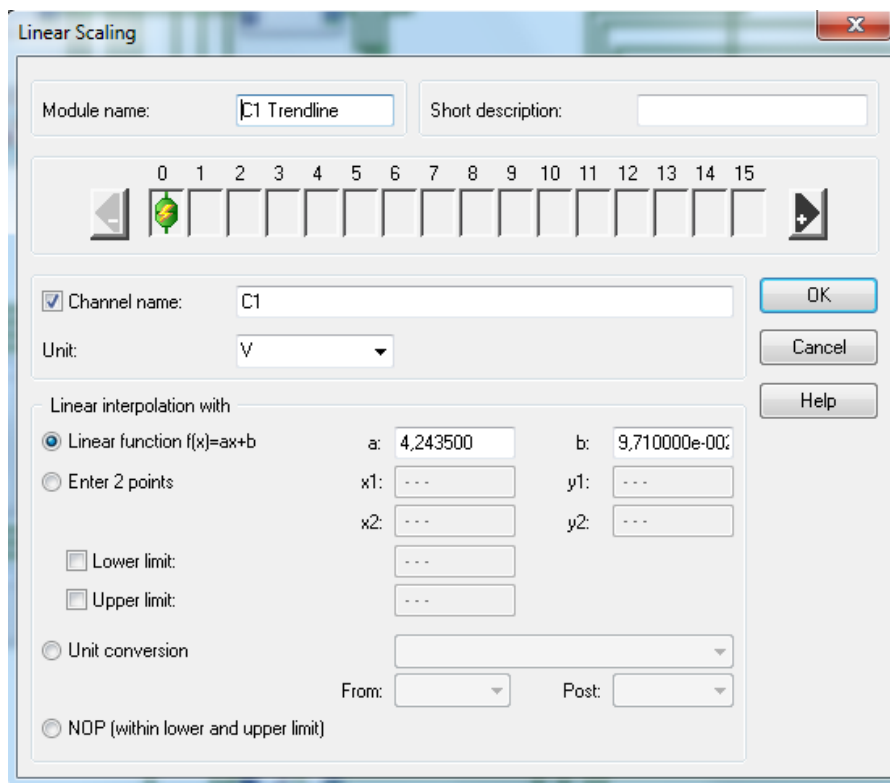 Linear Scaling
Module name: C1 Trendline Short description:
0 1 2 3 4 5 6 7 8 9 10 11 12 13 14 15
- +
Channel name: C1 OK
Unit: V Cancel
Help
Linear interpolation with
Linear function f(x)=ax+b a: 4,243500 b: 9,710000e-002
Enter 2 points x1: - - - y1: - - -
x2: - - - y2: - - -
Lower limit: - - -
Upper limit: - - -
Unit conversion
From: Post:
NOP (within lower and upper limit)